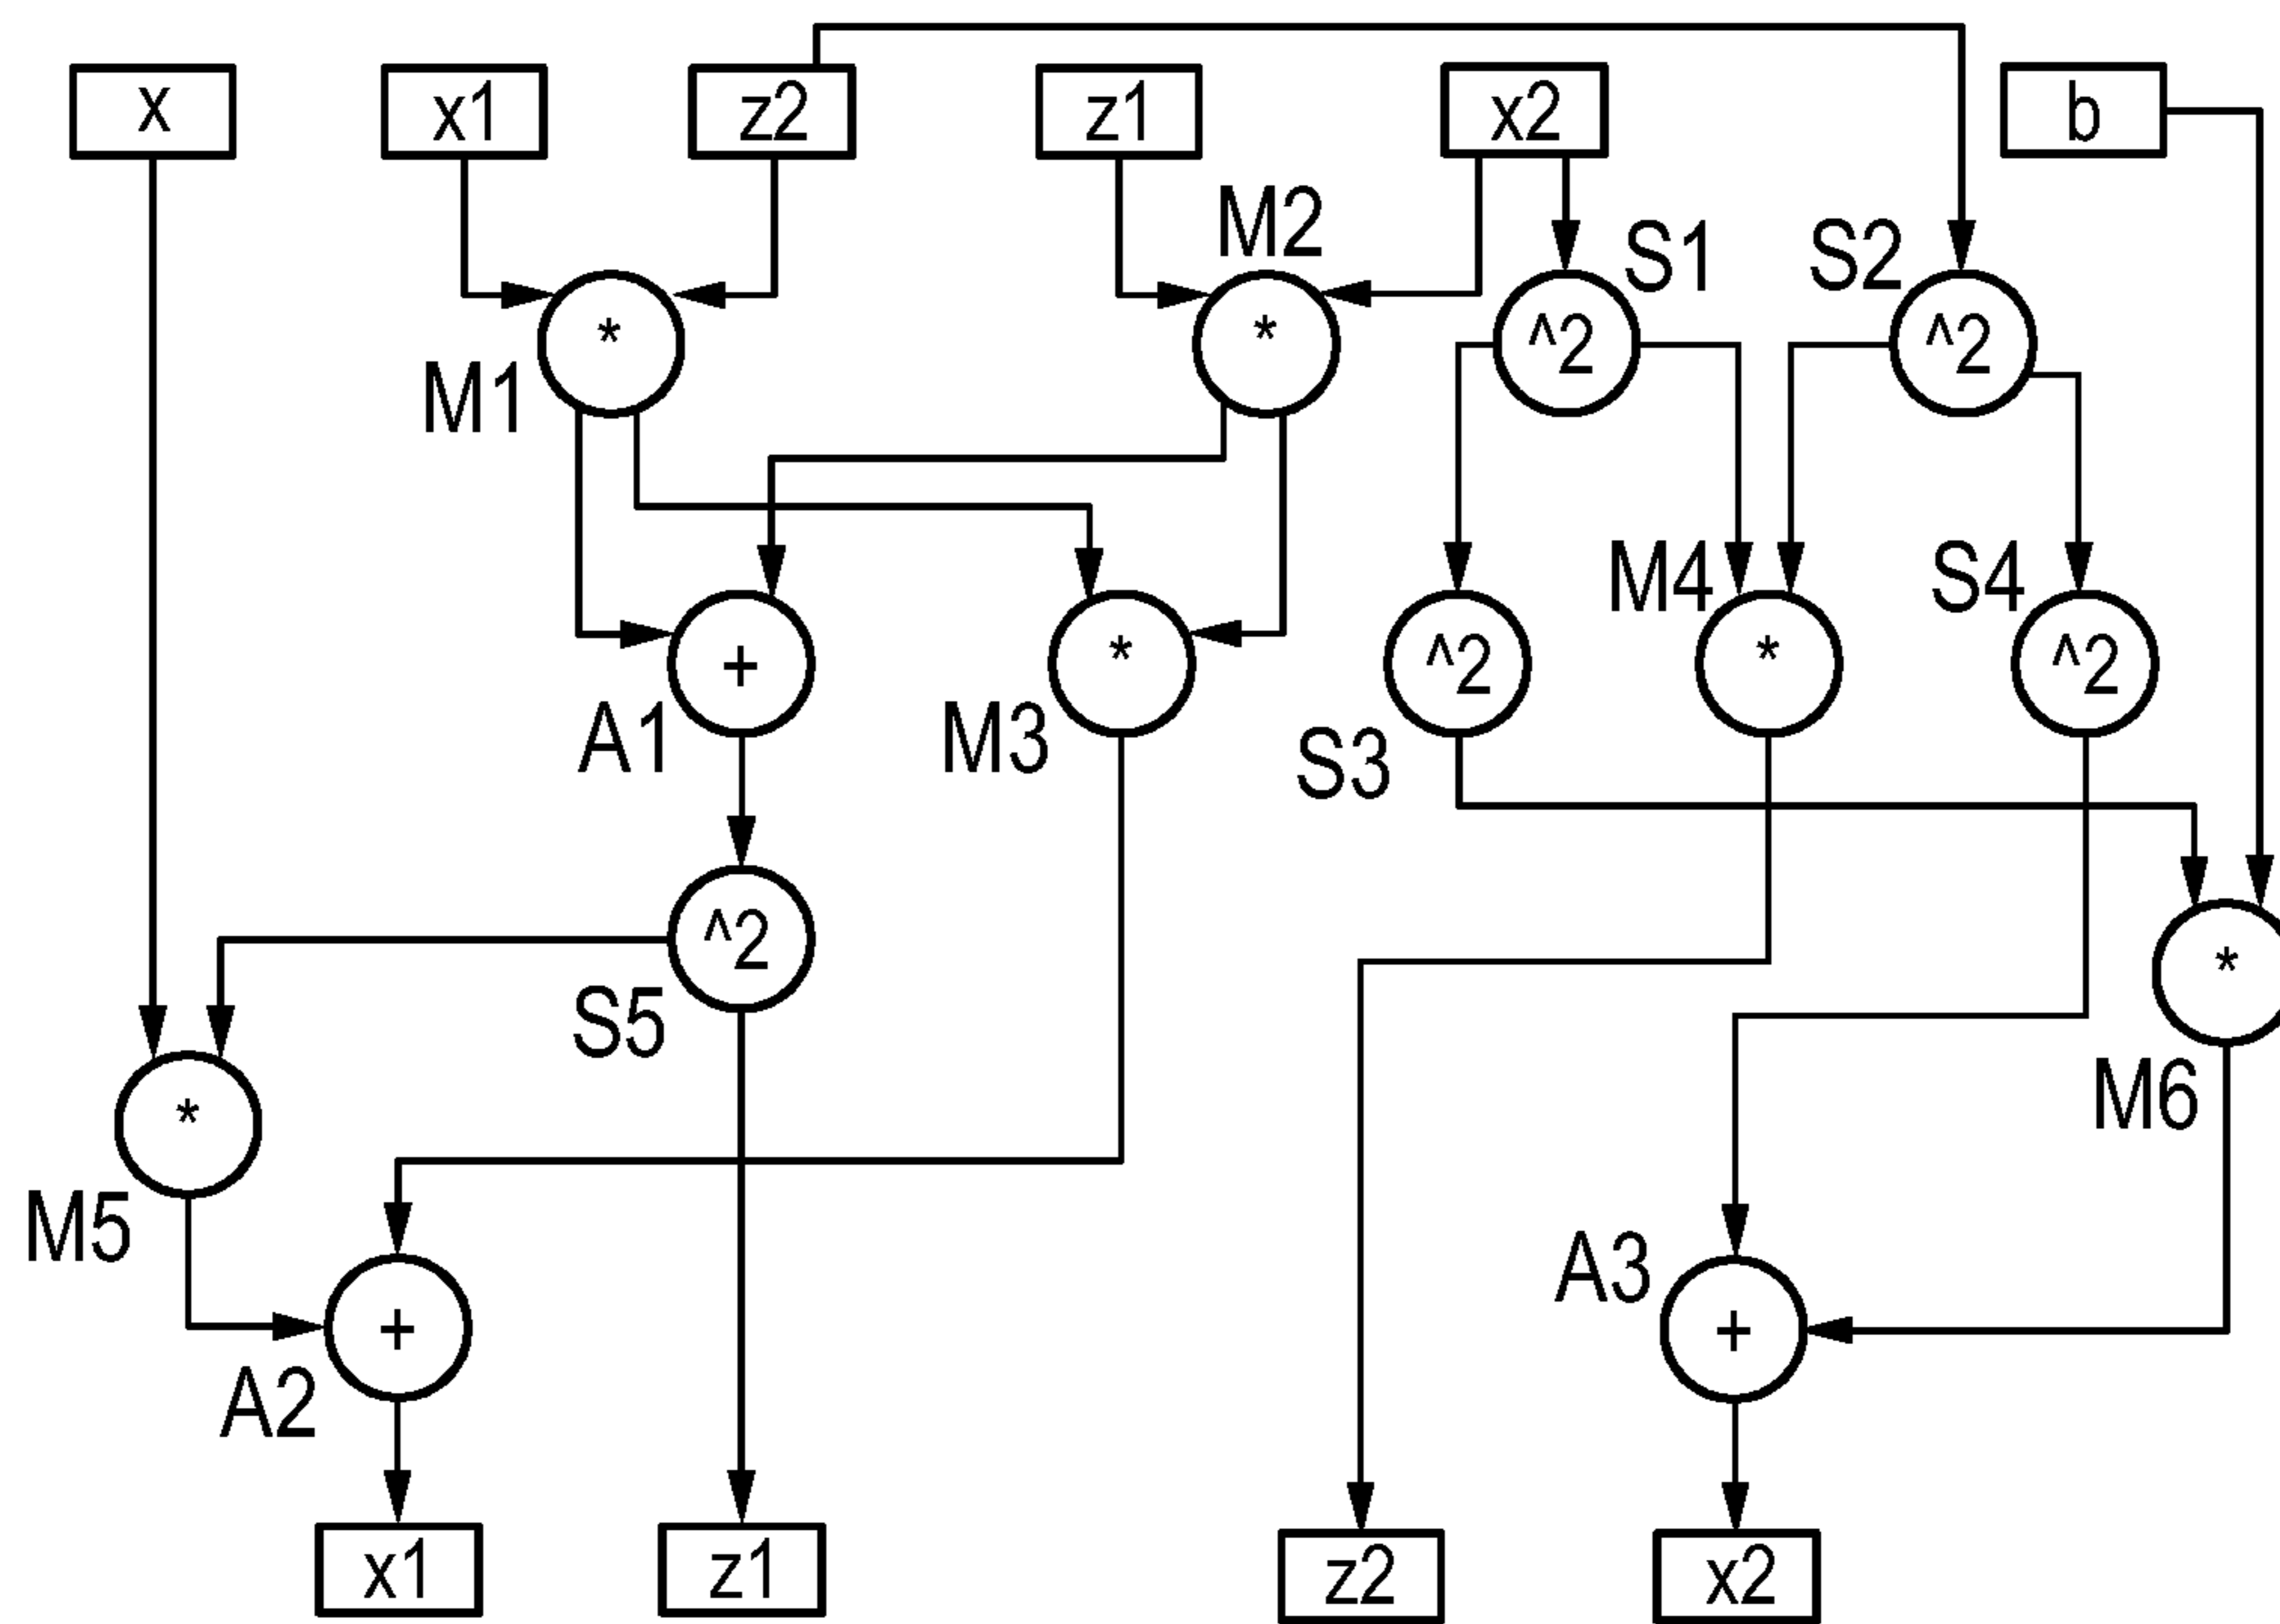 x x1 z2 z1 x2 b
M2
S1 S2
* * ^2 ^2
M1
M4 S4
+ * ^2 * ^2
A1 M3 S3
^2 *
S5
* M6
M5
A3
+ +
A2
x1 z1 z2 x2